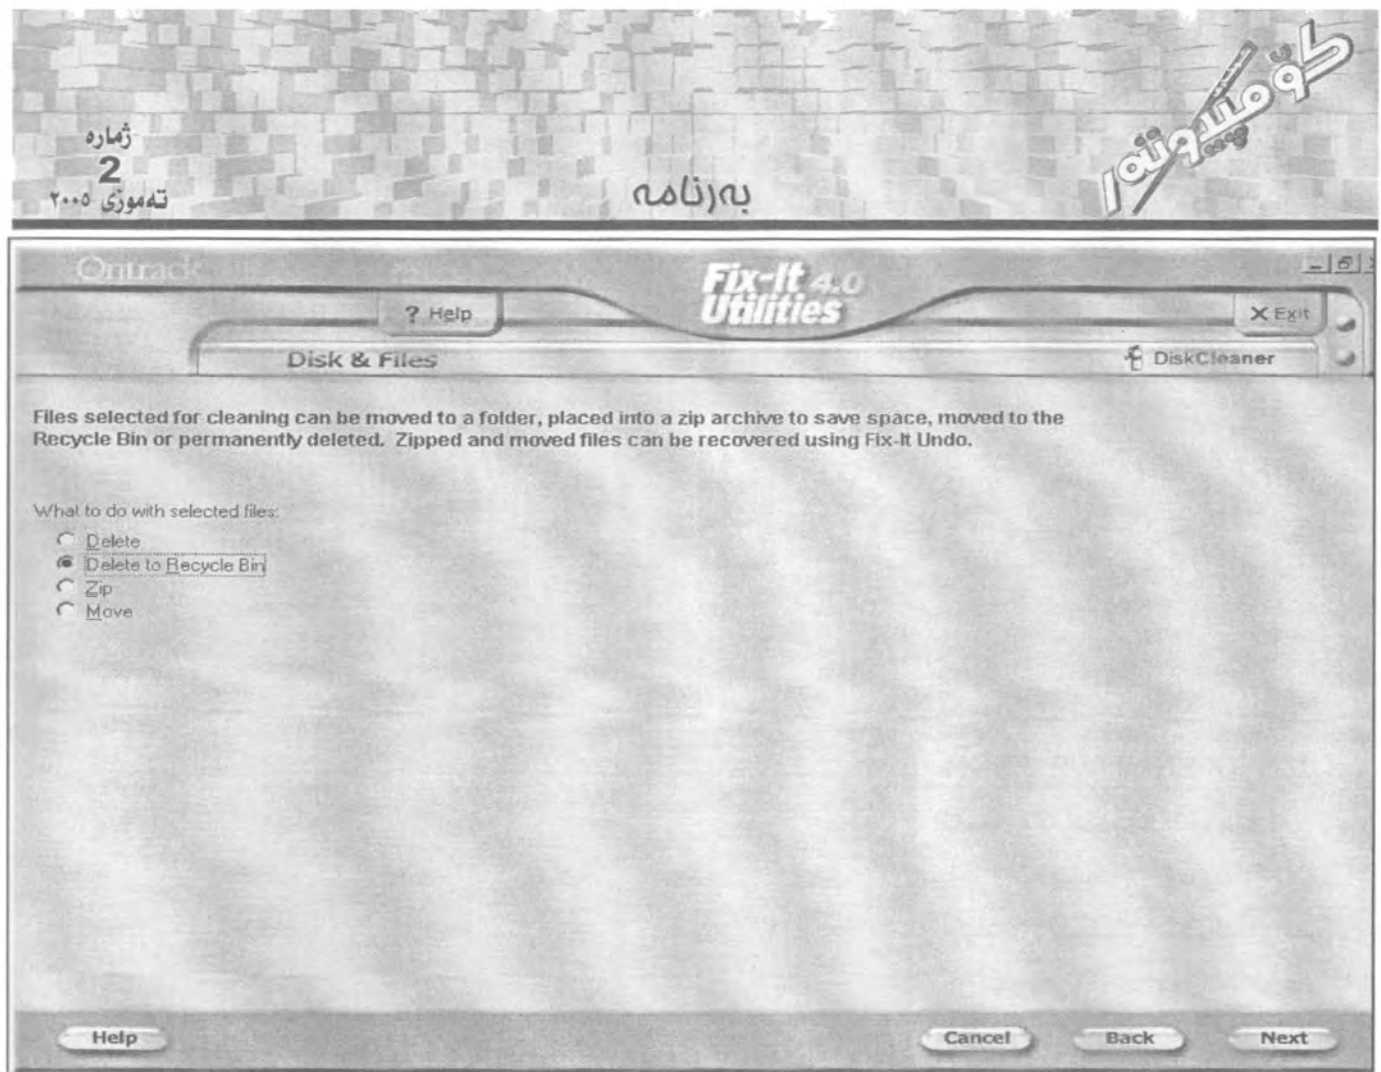 ژمارە
2
تەموزی ٢٠٠٥
بەرنامە
كۆمپيوتەر
Ontrack
Fix-It 4.0
Utilities
? Help
X Exit
Disk & Files
DiskCleaner
Files selected for cleaning can be moved to a folder, placed into a zip archive to save space, moved to the
Recycle Bin or permanently deleted. Zipped and moved files can be recovered using Fix-It Undo.
What to do with selected files:
Delete
Delete to Recycle Bin
Zip
Move
Help
Cancel
Back
Next